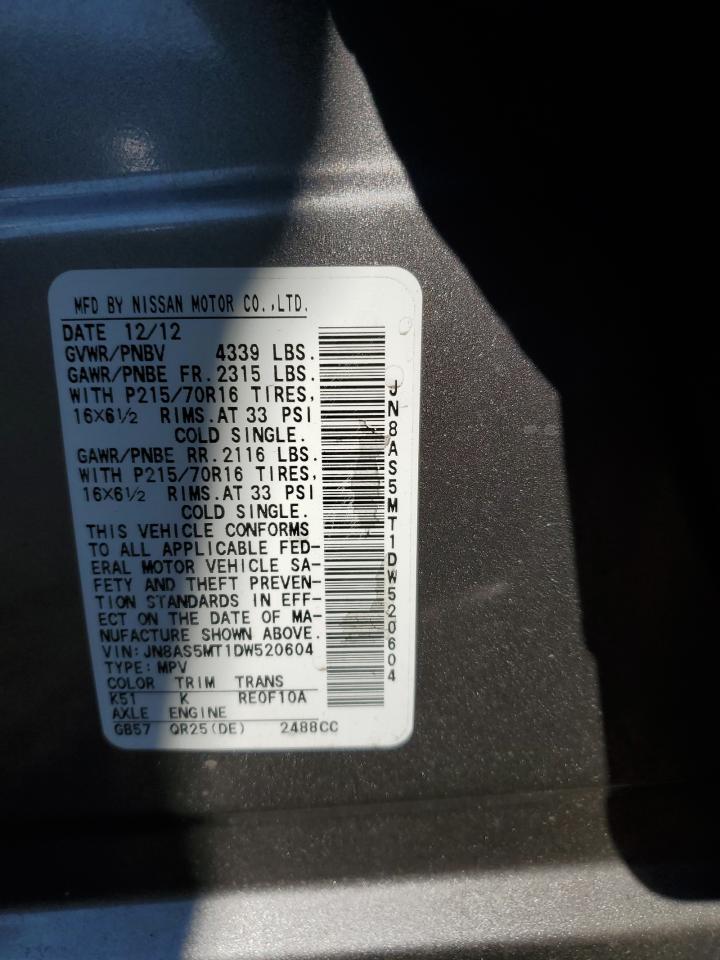 MFD BY NISSAN MOTOR CO.,LTD.
DATE 12/12
GVWR/PNBV 4339 LBS.
GAWR/PNBE FR. 2315 LBS.
WITH P215/70R16 TIRES,
16×6½ RIMS.AT 33 PSI
COLD SINGLE.
GAWR/PNBE RR. 2116 LBS.
WITH P215/70R16 TIRES,
16×6½ RIMS.AT 33 PSI
COLD SINGLE.
THIS VEHICLE CONFORMS
TO ALL APPLICABLE FED-
ERAL MOTOR VEHICLE SA-
FETY AND THEFT PREVEN-
TION STANDARDS IN EFF-
ECT ON THE DATE OF MA-
NUFACTURE SHOWN ABOVE.
VIN: JN8AS5MT1DW520604
TYPE: MPV
COLOR TRIM TRANS
K51 K RE0F10A
AXLE ENGINE
GB57 QR25(DE) 2488CC
JN8AS5MT1DW520604